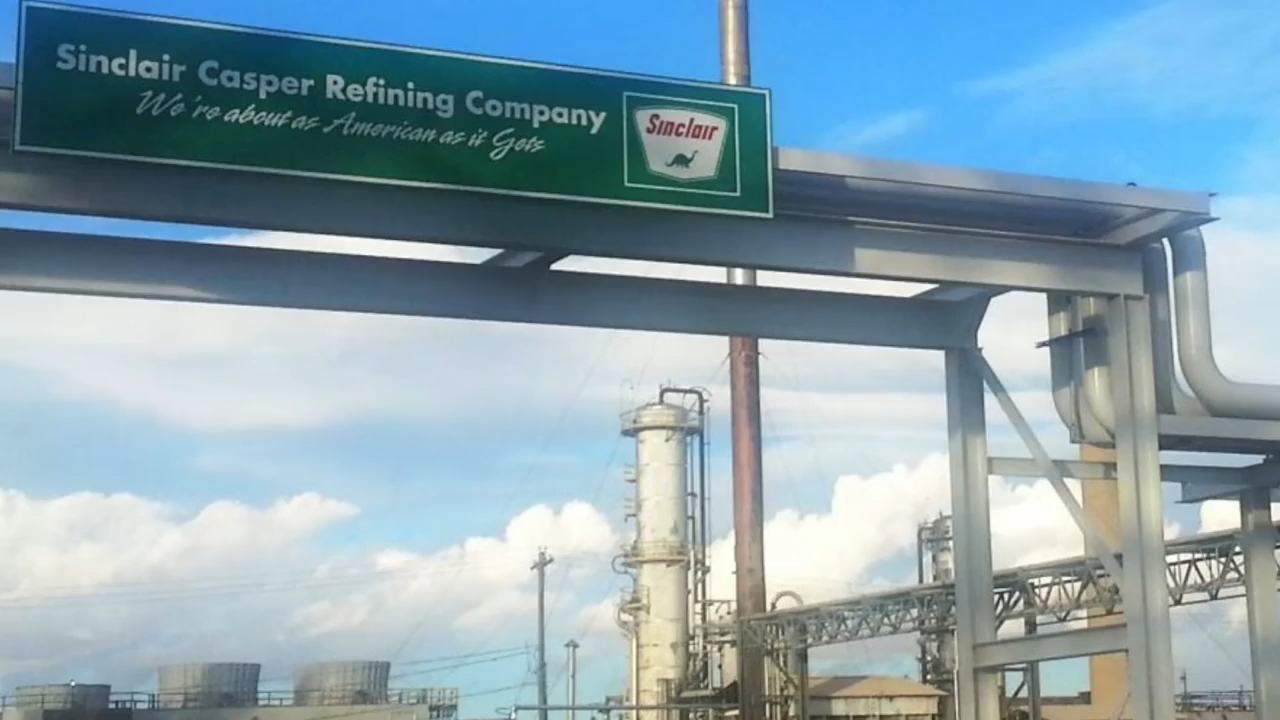 Sinclair Casper Refining Company
We're about as American as it Gets
Sinclair